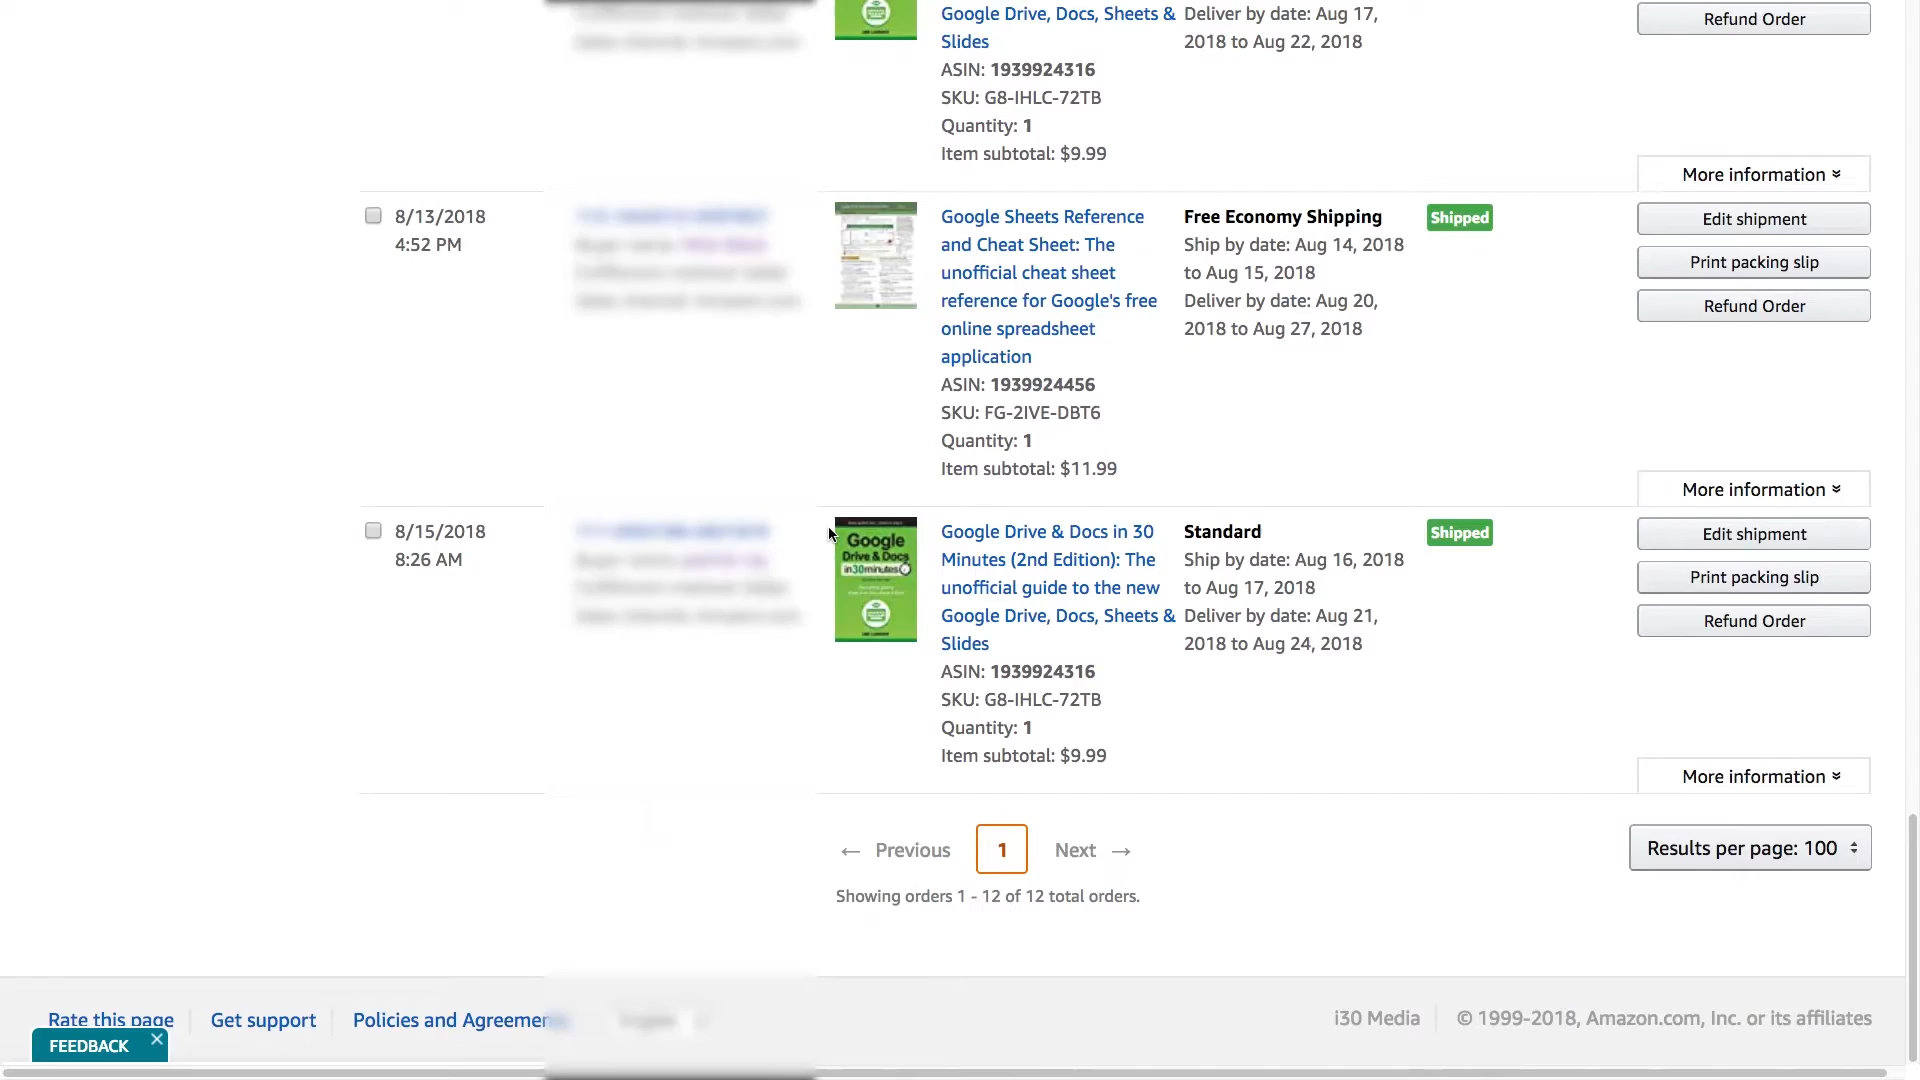 Google Drive, Docs, Sheets &
Slides
ASIN: 1939924316
SKU: G8-IHLC-72TB
Quantity: 1
Item subtotal: $9.99
Deliver by date: Aug 17,
2018 to Aug 22, 2018
Refund Order
More information
8/13/2018
4:52 PM
Google Sheets Reference
and Cheat Sheet: The
unofficial cheat sheet
reference for Google's free
online spreadsheet
application
ASIN: 1939924456
SKU: FG-2IVE-DBT6
Quantity: 1
Item subtotal: $11.99
Free Economy Shipping
Ship by date: Aug 14, 2018
to Aug 15, 2018
Deliver by date: Aug 20,
2018 to Aug 27, 2018
Shipped
Edit shipment
Print packing slip
Refund Order
More information
8/15/2018
8:26 AM
Google
Drive & Docs
in 30 minutes
Google Drive & Docs in 30
Minutes (2nd Edition): The
unofficial guide to the new
Google Drive, Docs, Sheets &
Slides
ASIN: 1939924316
SKU: G8-IHLC-72TB
Quantity: 1
Item subtotal: $9.99
Standard
Ship by date: Aug 16, 2018
to Aug 17, 2018
Deliver by date: Aug 21,
2018 to Aug 24, 2018
Shipped
Edit shipment
Print packing slip
Refund Order
More information
← Previous 1 Next →
Results per page: 100
Showing orders 1 - 12 of 12 total orders.
Rate this page
Get support
Policies and Agreements
i30 Media
© 1999-2018, Amazon.com, Inc. or its affiliates
FEEDBACK